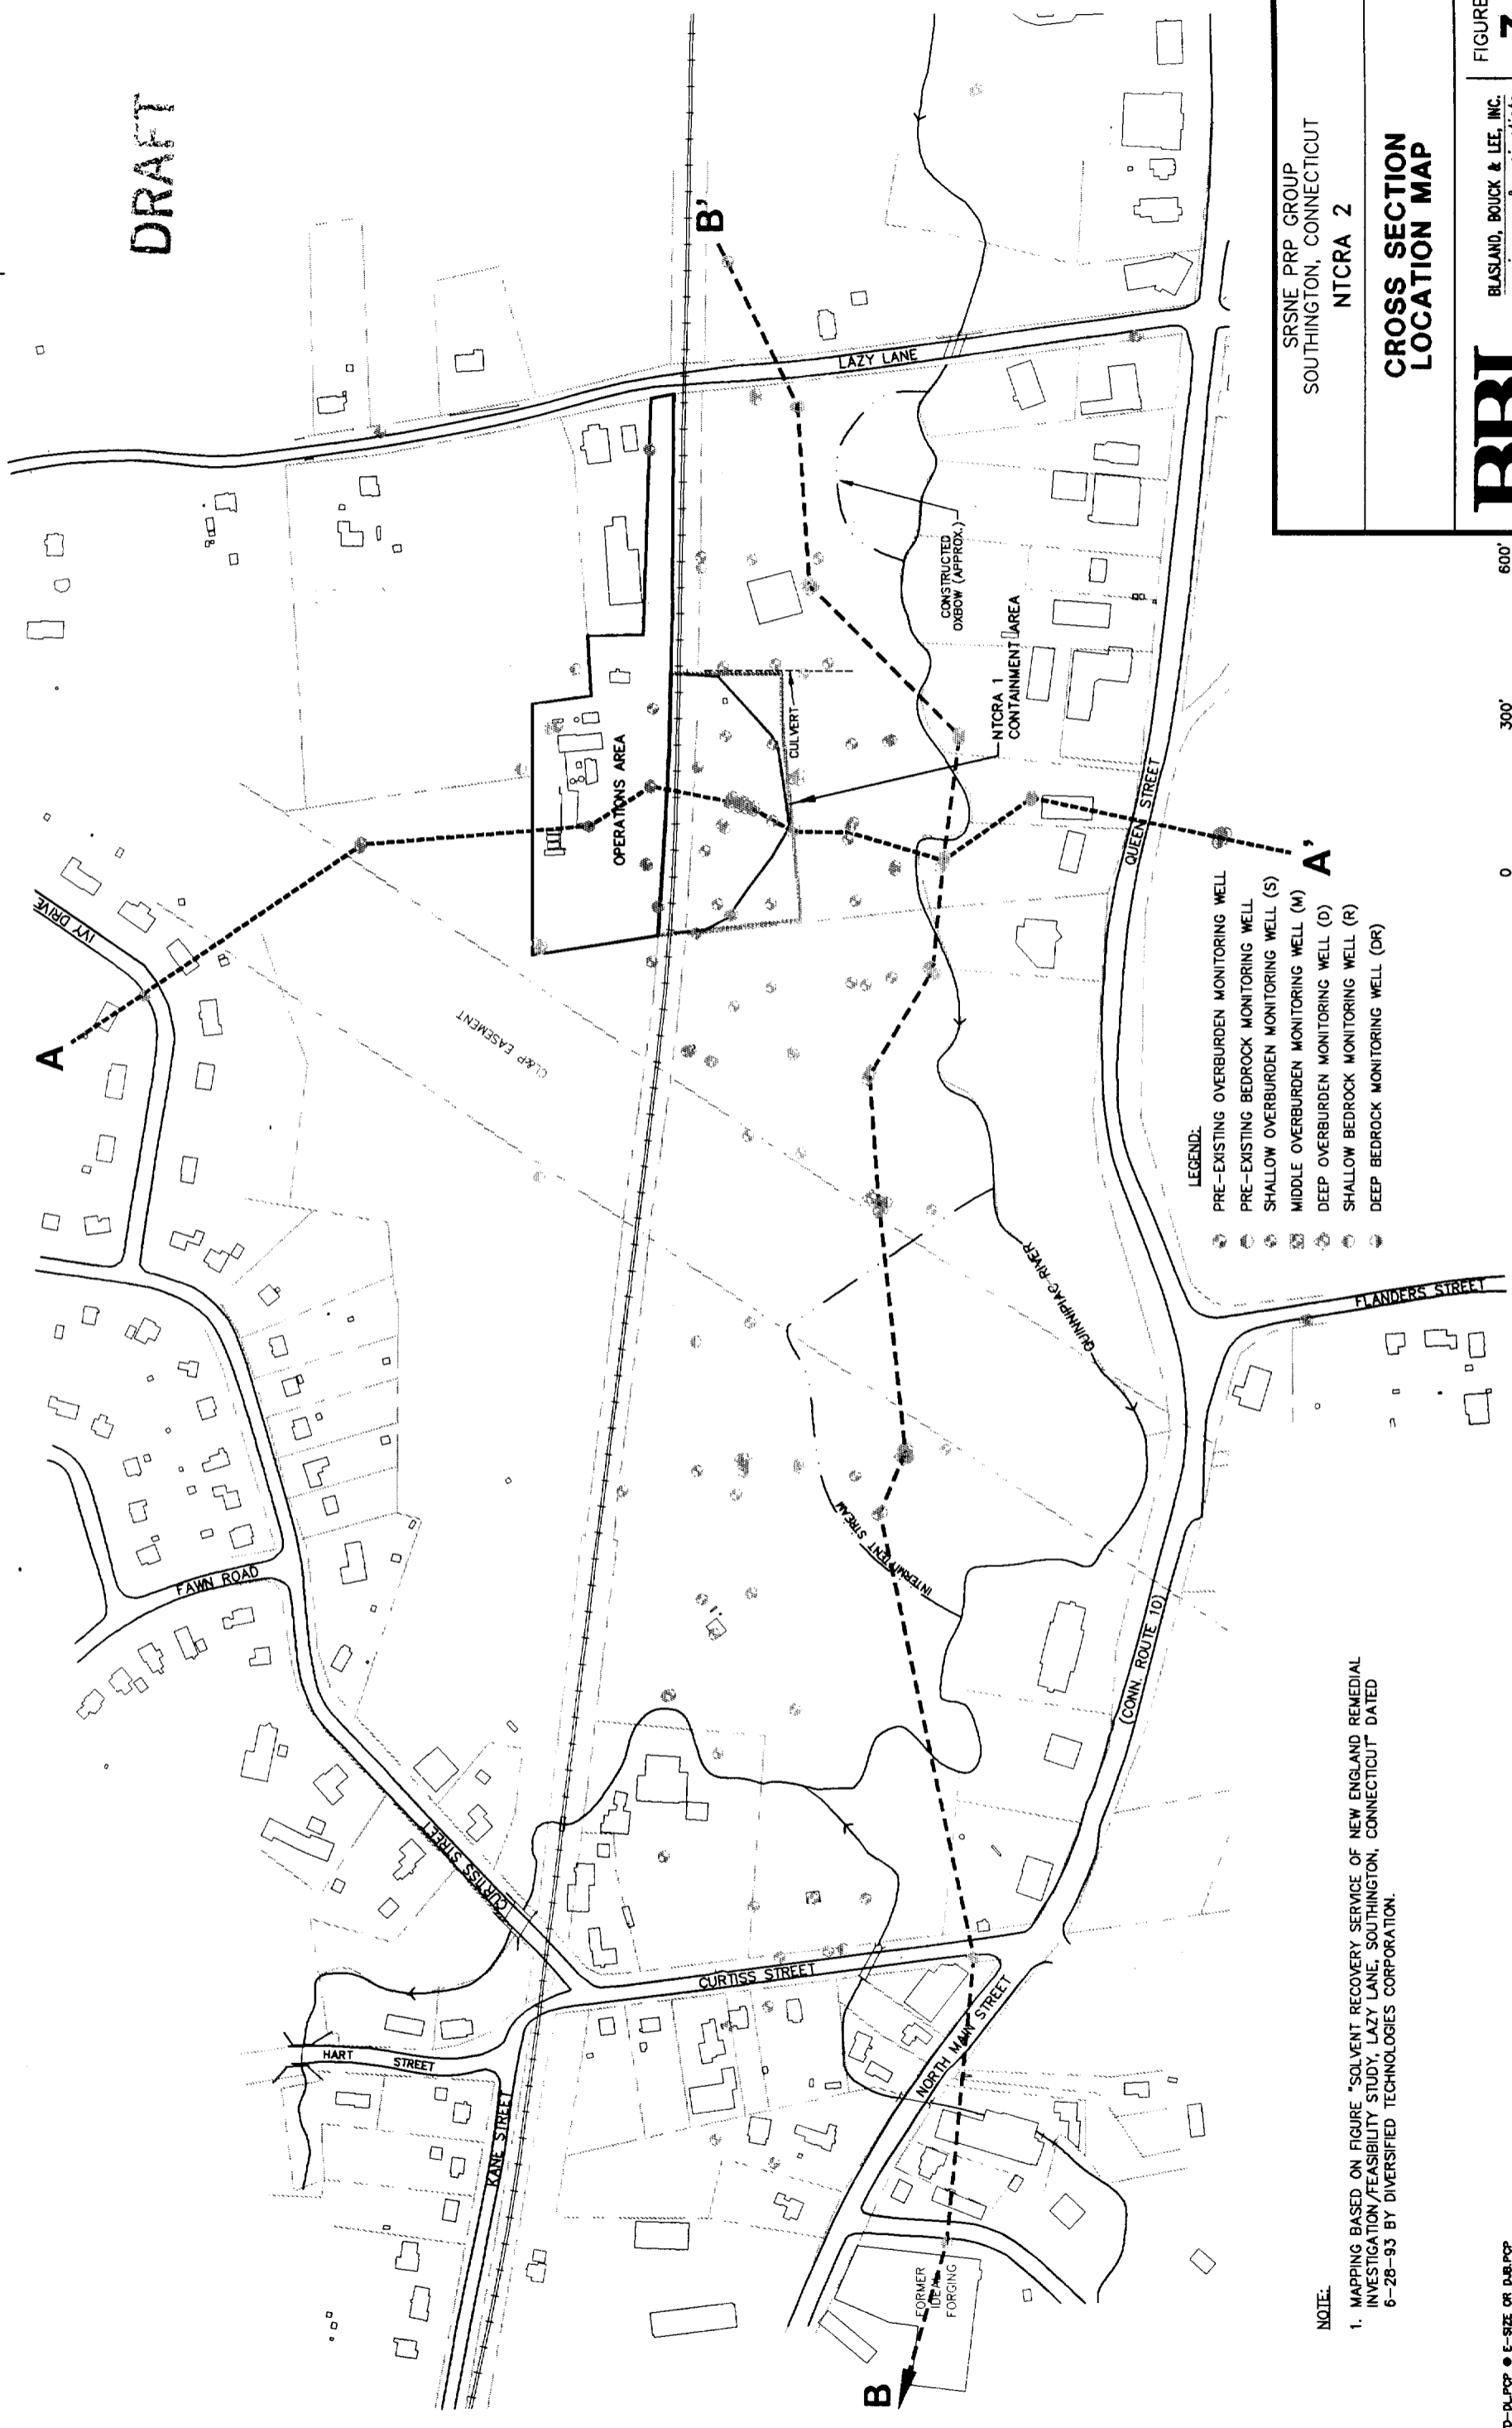 DRAFT
A
IVY DRIVE
CL&P EASEMENT
FAWN ROAD
CURTISS STREET
HART STREET
KANE STREET
CURTISS STREET
NORTH MAIN STREET
FORMER
IDEAL
FORGING
B
OPERATIONS AREA
CULVERT
NTCRA 1
CONTAINMENT AREA
CONSTRUCTED
OXBOW (APPROX.)
LAZY LANE
B'
A'
QUEEN STREET
QUINNIPIAC RIVER
INTERMITTENT STREAM
(CONN. ROUTE 10)
FLANDERS STREET
LEGEND:
PRE-EXISTING OVERBURDEN MONITORING WELL
PRE-EXISTING BEDROCK MONITORING WELL
SHALLOW OVERBURDEN MONITORING WELL (S)
MIDDLE OVERBURDEN MONITORING WELL (M)
DEEP OVERBURDEN MONITORING WELL (D)
SHALLOW BEDROCK MONITORING WELL (R)
DEEP BEDROCK MONITORING WELL (DR)
NOTE:
1. MAPPING BASED ON FIGURE "SOLVENT RECOVERY SERVICE OF NEW ENGLAND REMEDIAL
INVESTIGATION/FEASIBILITY STUDY, LAZY LANE, SOUTHINGTON, CONNECTICUT" DATED
6-28-93 BY DIVERSIFIED TECHNOLOGIES CORPORATION.
0 300' 600'
SRSNE PRP GROUP
SOUTHINGTON, CONNECTICUT
NTCRA 2
CROSS SECTION
LOCATION MAP
BBL
BLASLAND, BOUCK & LEE, INC.
FIGURE